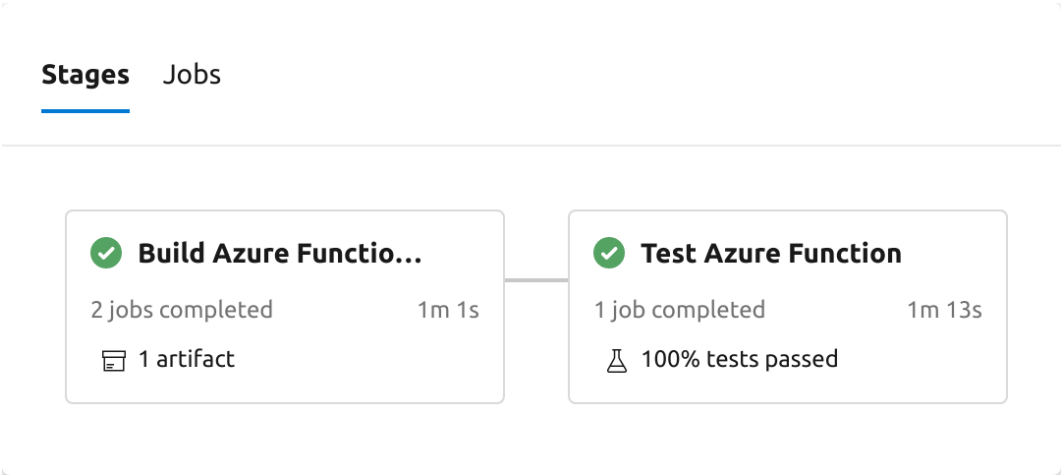 Stages Jobs
Build Azure Functio...
2 jobs completed 1m 1s
1 artifact
Test Azure Function
1 job completed 1m 13s
100% tests passed